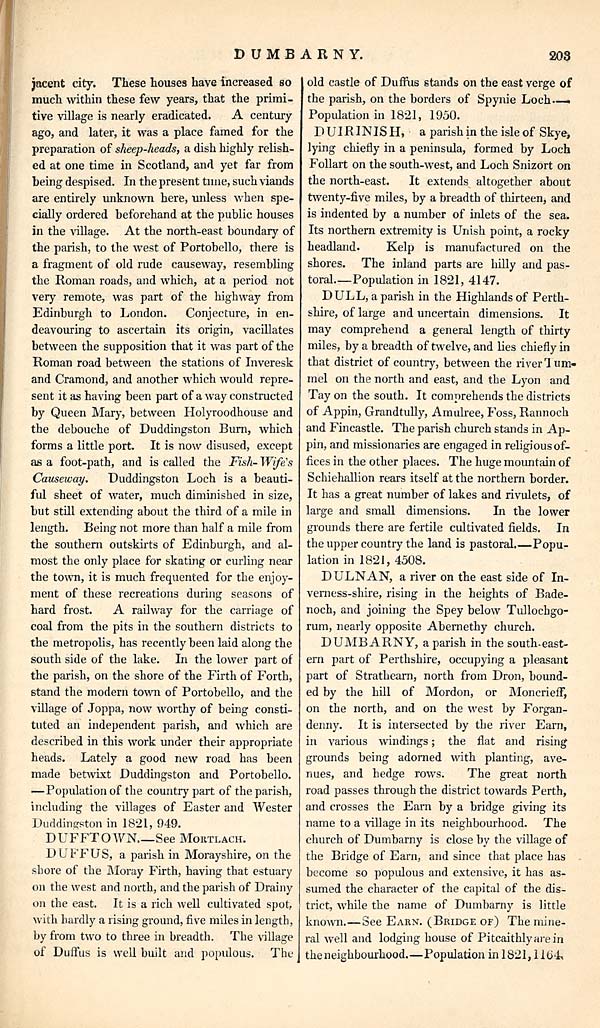 DUMBARNY.
203
jacent city. These houses have increased so
much within these few years, that the primi-
tive village is nearly eradicated. A century
ago, and later, it was a place famed for the
preparation of sheep-heads, a dish highly relish-
ed at one time in Scotland, and yet far from
being despised. In the present time, such viands
are entirely unknown here, unless when spe-
cially ordered beforehand at the public houses
in the village. At the north-east boundary of
the parish, to the west of Portobello, there is
a fragment of old rude causeway, resembling
the Roman roads, and which, at a period not
very remote, was part of the highway from
Edinburgh to London. Conjecture, in en-
deavouring to ascertain its origin, vacillates
between the supposition that it was part of the
Roman road between the stations of Inveresk
and Cramond, and another which would repre-
sent it as having been part of a way constructed
by Queen Mary, between Holyroodhouse and
the debouche of Duddingston Burn, which
forms a little port. It is now disused, except
as a foot-path, and is called the Fish-Wife's
Causeway. Duddingston Loch is a beauti-
ful sheet of water, much diminished in size,
but still extending about the third of a mile in
length. Being not more than half a mile from
the southern outskirts of Edinburgh, and al-
most the only place for skating or curling near
the town, it is much frequented for the enjoy-
ment of these recreations during seasons of
hard frost. A railway for the carriage of
coal from the pits in the southern districts to
the metropolis, has recently been laid along the
south side of the lake. In the lower part of
the parish, on the shore of the Firth of Forth,
stand the modern town of Portobello, and the
village of Joppa, now worthy of being consti-
tuted an independent parish, and which are
described in this work under their appropriate
heads. Lately a good new road has been
made betwixt Duddingston and Portobello.
—Population of the country part of the parish,
including the villages of Easter and Wester
Duddingston in 1821, 949.
DUFFTOWN.—See MORTLACH.
DUFFUS, a parish in Morayshire, on the
shore of the Moray Firth, having that estuary
on the west and north, and the parish of Drainy
on the east. It is a rich well cultivated spot,
with hardly a rising ground, five miles in length,
by from two to three in breadth. The village
of Duffus is well built and populous. The
old castle of Duffus stands on the east verge of
the parish, on the borders of Spynie Loch.—
Population in 1821, 1950.
DUIRINISH, a parish in the isle of Skye,
lying chiefly in a peninsula, formed by Loch
Follart on the south-west, and Loch Snizort on
the north-east. It extends altogether about
twenty-five miles, by a breadth of thirteen, and
is indented by a number of inlets of the sea.
Its northern extremity is Unish point, a rocky
headland. Kelp is manufactured on the
shores. The inland parts are hilly and pas-
toral.—Population in 1821, 4147.
DULL, a parish in the Highlands of Perth-
shire, of large and uncertain dimensions. It
may comprehend a general length of thirty
miles, by a breadth of twelve, and lies chiefly in
that district of country, between the river Tum-
mel on the north and east, and the Lyon and
Tay on the south. It comprehends the districts
of Appin, Grandtully, Amulree, Foss, Rannoch
and Fincastle. The parish church stands in Ap-
pin, and missionaries are engaged in religious of-
fices in the other places. The huge mountain of
Schiehallion rears itself at the northern border.
It has a great number of lakes and rivulets, of
large and small dimensions. In the lower
grounds there are fertile cultivated fields. In
the upper country the land is pastoral.—Popu-
lation in 1821, 4508.
DULNAN, a river on the east side of In-
verness-shire, rising in the heights of Bade-
noch, and joining the Spey below Tullochgo-
rum, nearly opposite Abernethy church.
DUMBARNY, a parish in the south-east-
ern part of Perthshire, occupying a pleasant
part of Strathearn, north from Dron, bound-
ed by the hill of Mordon, or Moncrieff,
on the north, and on the west by Forgan-
denny. It is intersected by the river Earn,
in various windings; the flat and rising
grounds being adorned with planting, ave-
nues, and hedge rows. The great north
road passes through the district towards Perth,
and crosses the Earn by a bridge giving its
name to a village in its neighbourhood. The
church of Dumbarny is close by the village of
the Bridge of Earn, and since that place has
become so populous and extensive, it has as-
sumed the character of the capital of the dis-
trict, while the name of Dumbarny is little
known.—See EARN. (BRIDGE OF) The mine-
ral well and lodging house of Pitcaithly are in
the neighbourhood.—Population in 1821, 1164.